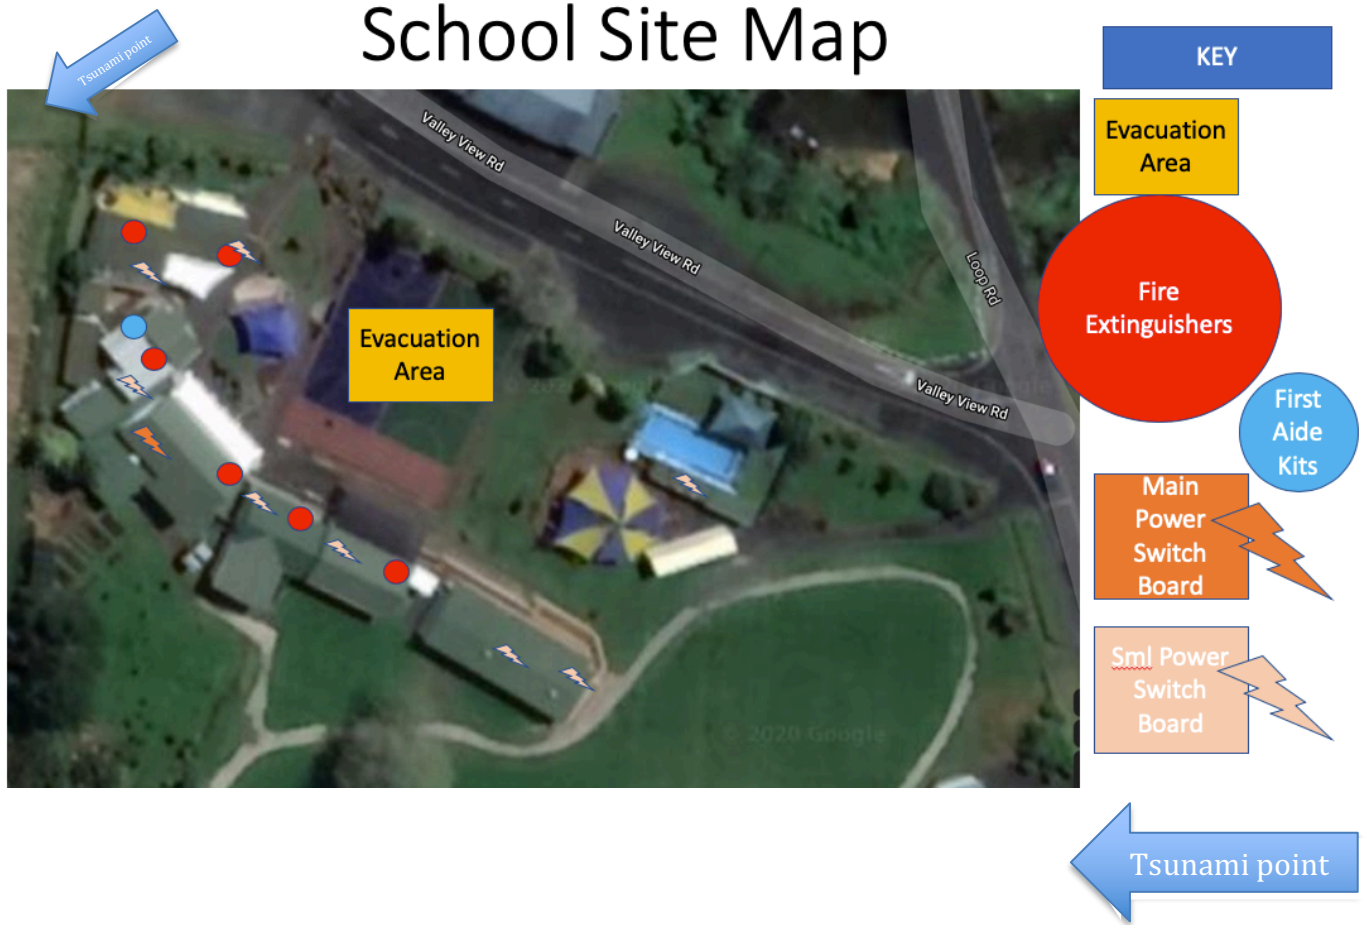 School Site Map
Tsunami point
KEY
Evacuation
Area
Fire
Extinguishers
First
Aide
Kits
Main
Power
Switch
Board
Sml Power
Switch
Board
Valley View Rd
Valley View Rd
Loop Rd
Valley View Rd
Evacuation
Area
© 2020 Google
Tsunami point